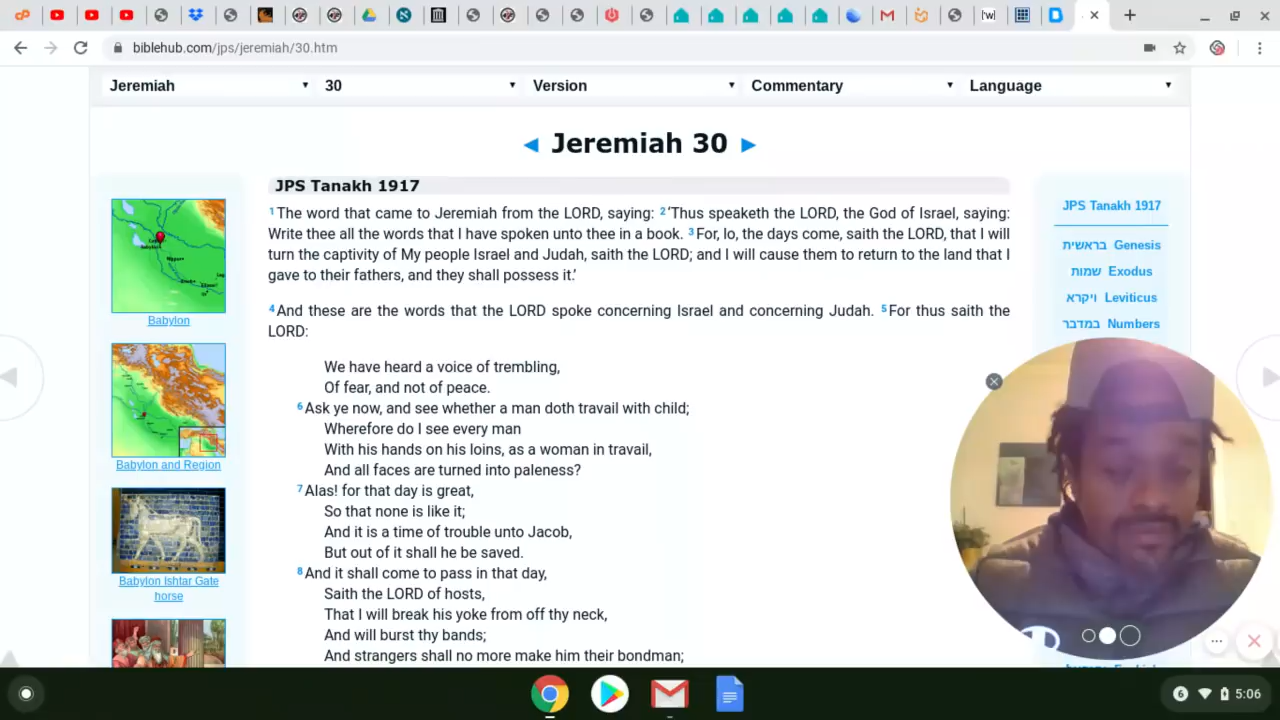 biblehub.com/jps/jeremiah/30.htm
Jeremiah
30
Version
Commentary
Language
Jeremiah 30
JPS Tanakh 1917
1 The word that came to Jeremiah from the LORD, saying: 2 ‘Thus speaketh the LORD, the God of Israel, saying:
Write thee all the words that I have spoken unto thee in a book. 3 For, lo, the days come, saith the LORD, that I will
turn the captivity of My people Israel and Judah, saith the LORD; and I will cause them to return to the land that I
gave to their fathers, and they shall possess it.’
4 And these are the words that the LORD spoke concerning Israel and concerning Judah. 5 For thus saith the
LORD:
We have heard a voice of trembling,
Of fear, and not of peace.
6 Ask ye now, and see whether a man doth travail with child;
Wherefore do I see every man
With his hands on his loins, as a woman in travail,
And all faces are turned into paleness?
7 Alas! for that day is great,
So that none is like it;
And it is a time of trouble unto Jacob,
But out of it shall he be saved.
8 And it shall come to pass in that day,
Saith the LORD of hosts,
That I will break his yoke from off thy neck,
And will burst thy bands;
And strangers shall no more make him their bondman;
Babylon
Babylon and Region
Babylon Ishtar Gate
horse
JPS Tanakh 1917
בראשית Genesis
שמות Exodus
ויקרא Leviticus
במדבר Numbers
6
5:06